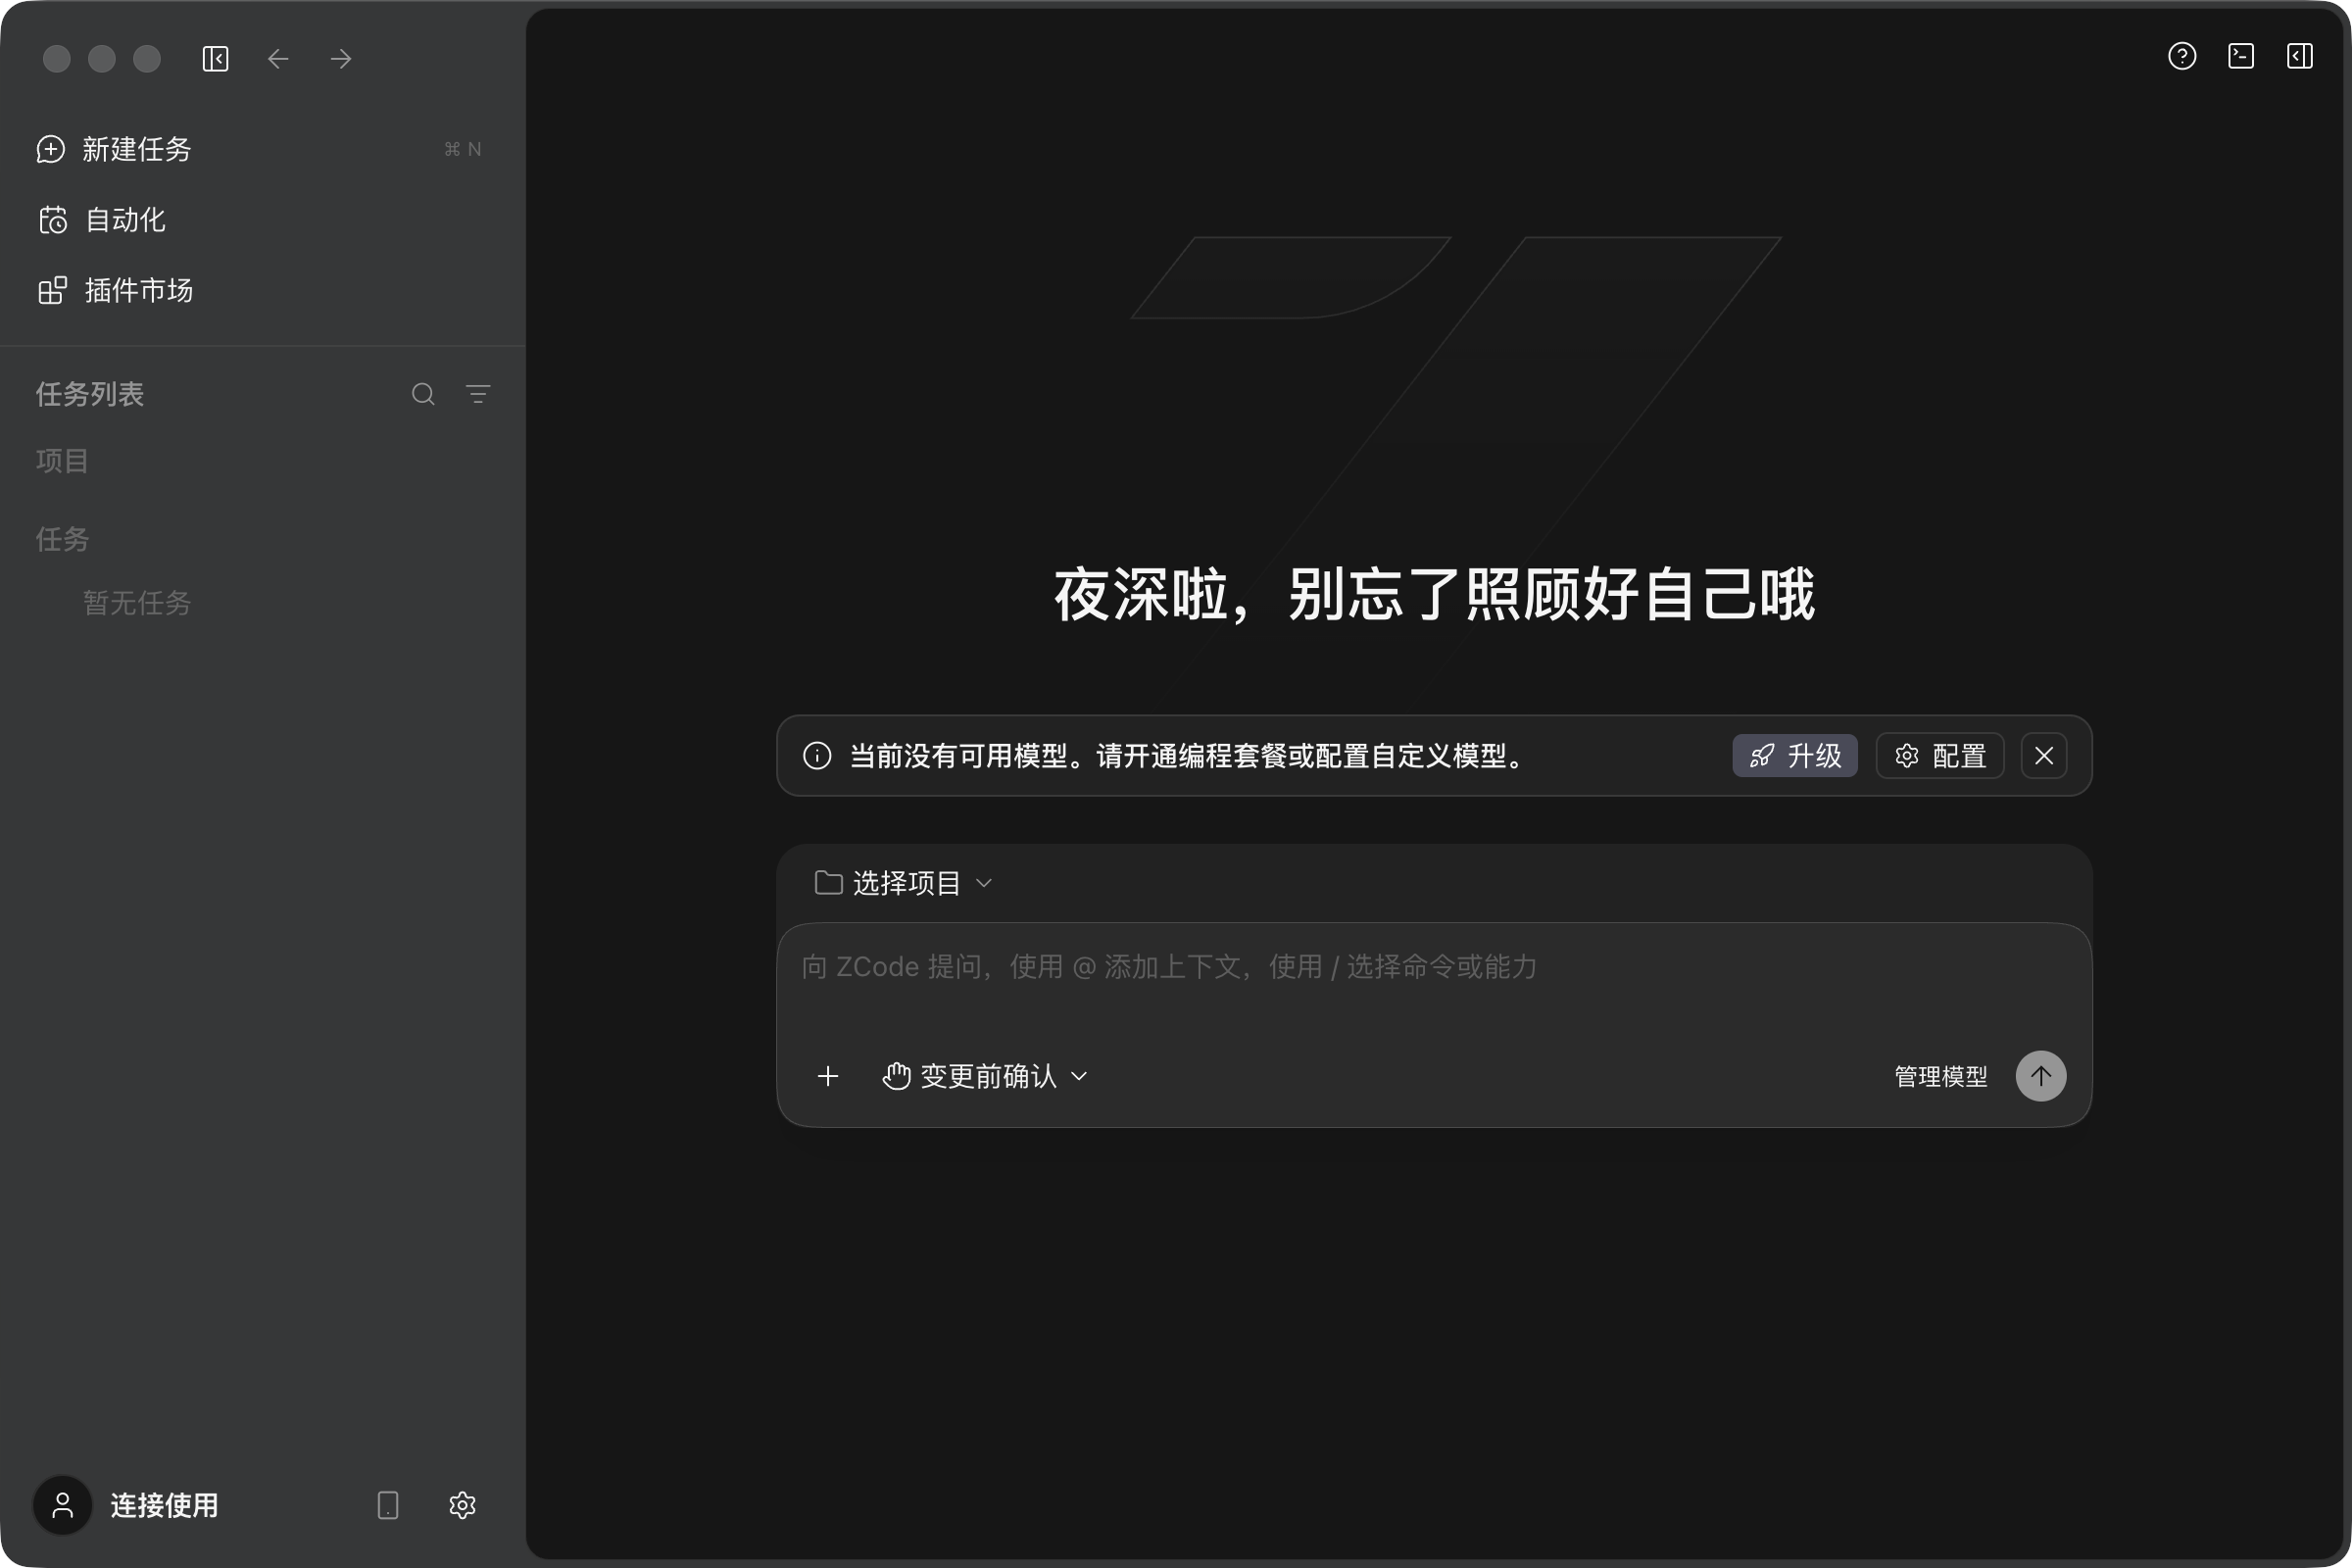 新建任务 ⌘ N
自动化
插件市场
任务列表
项目
任务
暂无任务
连接使用
夜深啦，别忘了照顾好自己哦
当前没有可用模型。请开通编程套餐或配置自定义模型。 升级 配置
选择项目
向 ZCode 提问，使用 @ 添加上下文，使用 / 选择命令或能力
变更前确认 管理模型